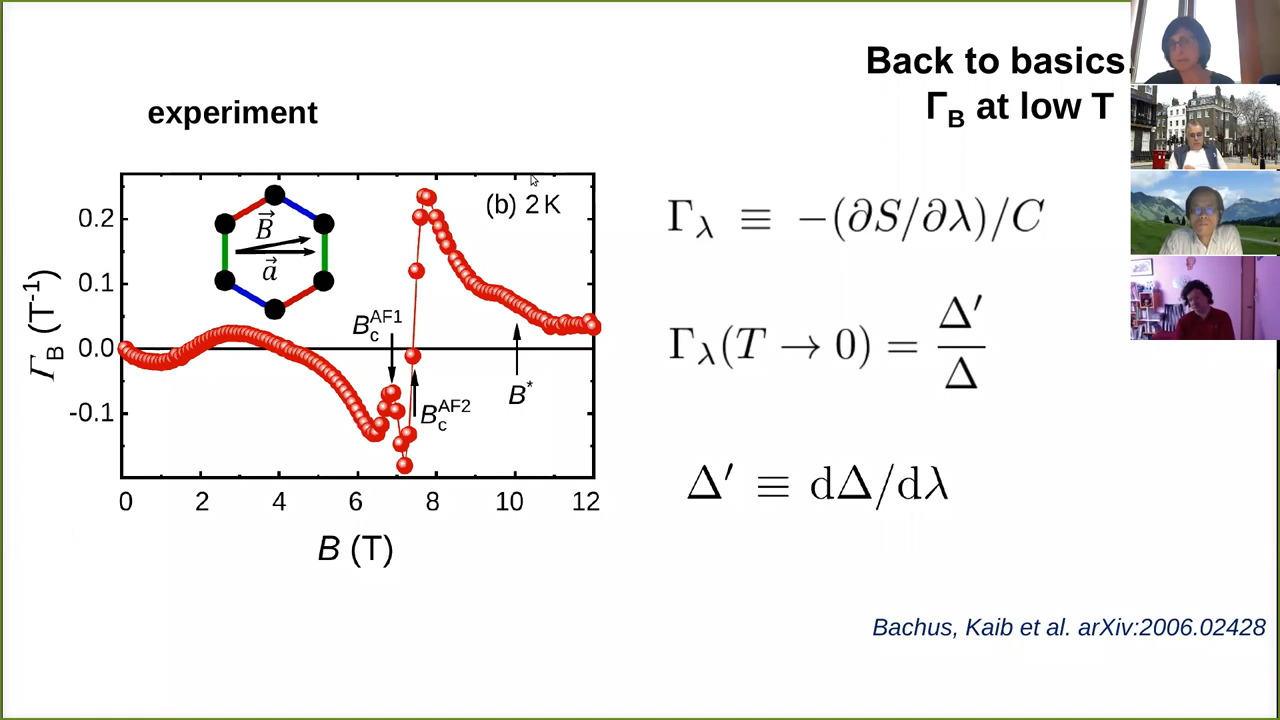 Back to basics.
Γ_B at low T
experiment
(b) 2 K
0.2
0.1
0.0
-0.1
Γ_B (T⁻¹)
B⃗
a⃗
B_c^AF1
B_c^AF2
B*
0 2 4 6 8 10 12
B (T)
Γ_λ ≡ −(∂S/∂λ)/C
Γ_λ(T → 0) = Δ′/Δ
Δ′ ≡ dΔ/dλ
Bachus, Kaib et al. arXiv:2006.02428